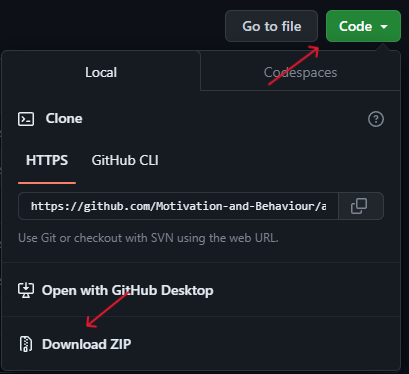 Go to file
Code
Local
Codespaces
Clone
HTTPS
GitHub CLI
https://github.com/Motivation-and-Behaviour/a
Use Git or checkout with SVN using the web URL.
Open with GitHub Desktop
Download ZIP